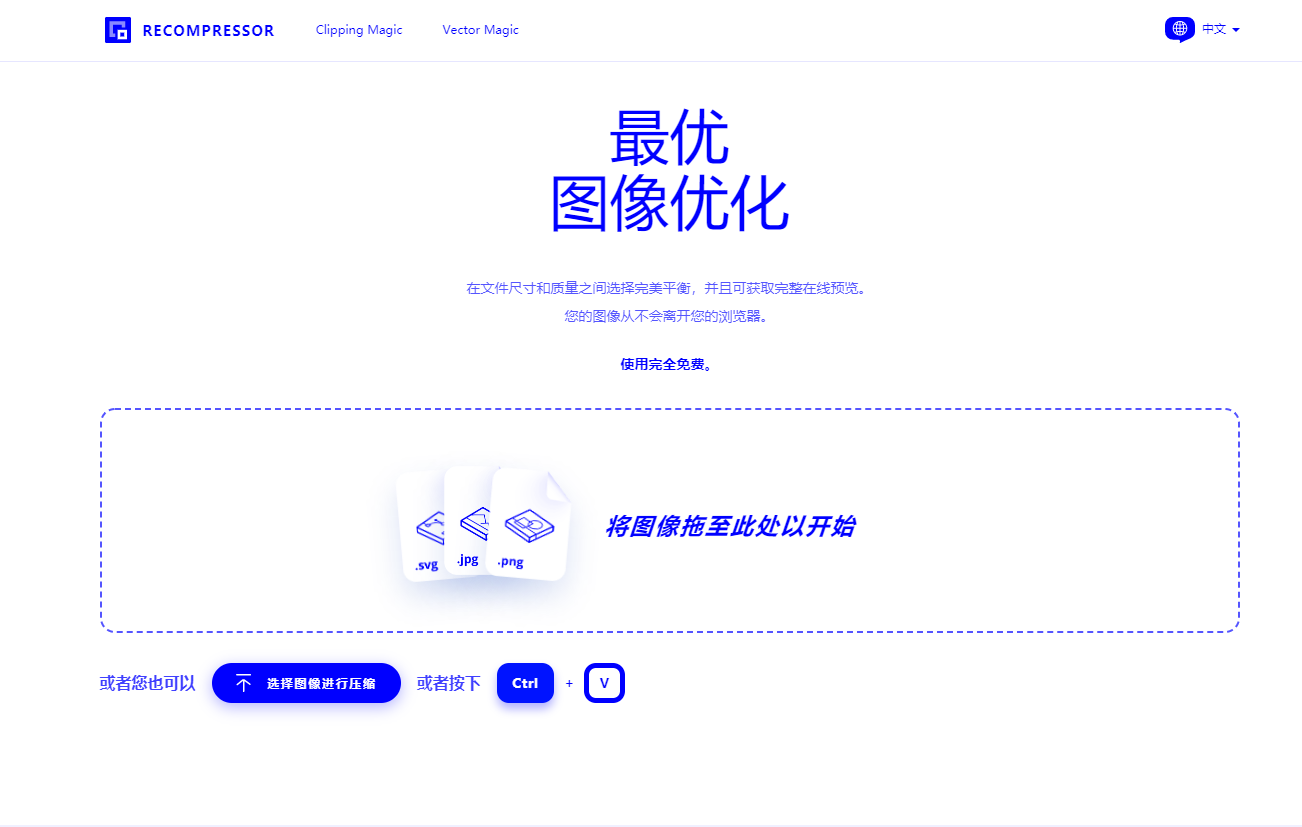 RECOMPRESSOR
Clipping Magic
Vector Magic
中文
最优
图像优化
在文件尺寸和质量之间选择完美平衡，并且可获取完整在线预览。
您的图像从不会离开您的浏览器。
使用完全免费。
.svg
.jpg
.png
将图像拖至此处以开始
或者您也可以
选择图像进行压缩
或者按下
Ctrl
+
V